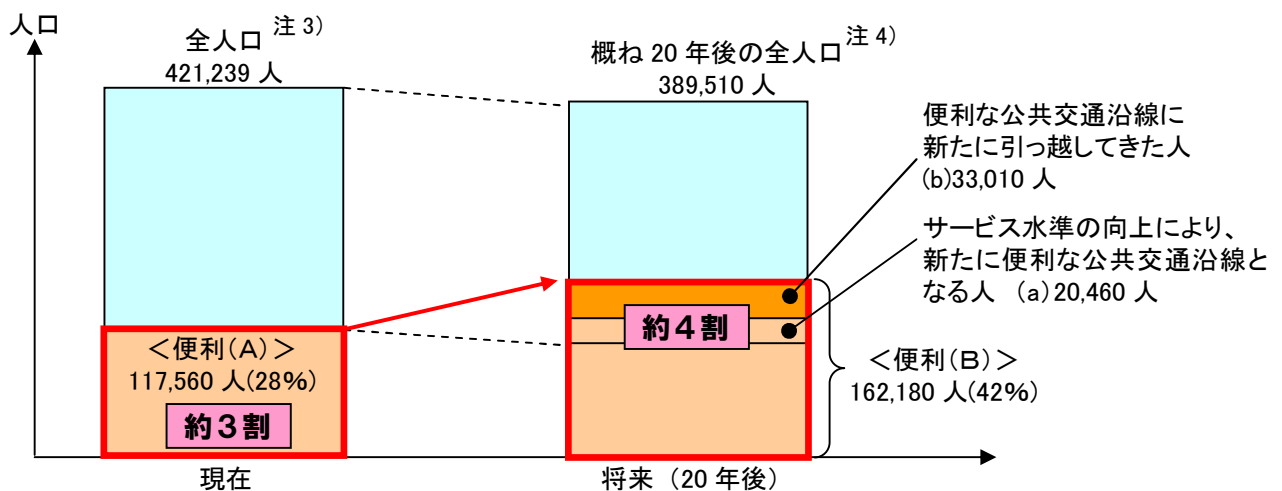 人口
全人口 注 3)
421,239 人
概ね 20 年後の全人口 注 4)
389,510 人
便利な公共交通沿線に
新たに引っ越してきた人
(b)33,010 人
サービス水準の向上により、
新たに便利な公共交通沿線と
なる人 (a)20,460 人
<便利(A)>
117,560 人(28%)
約3割
約4割
<便利(B)>
162,180 人(42%)
現在
将来 (20 年後)